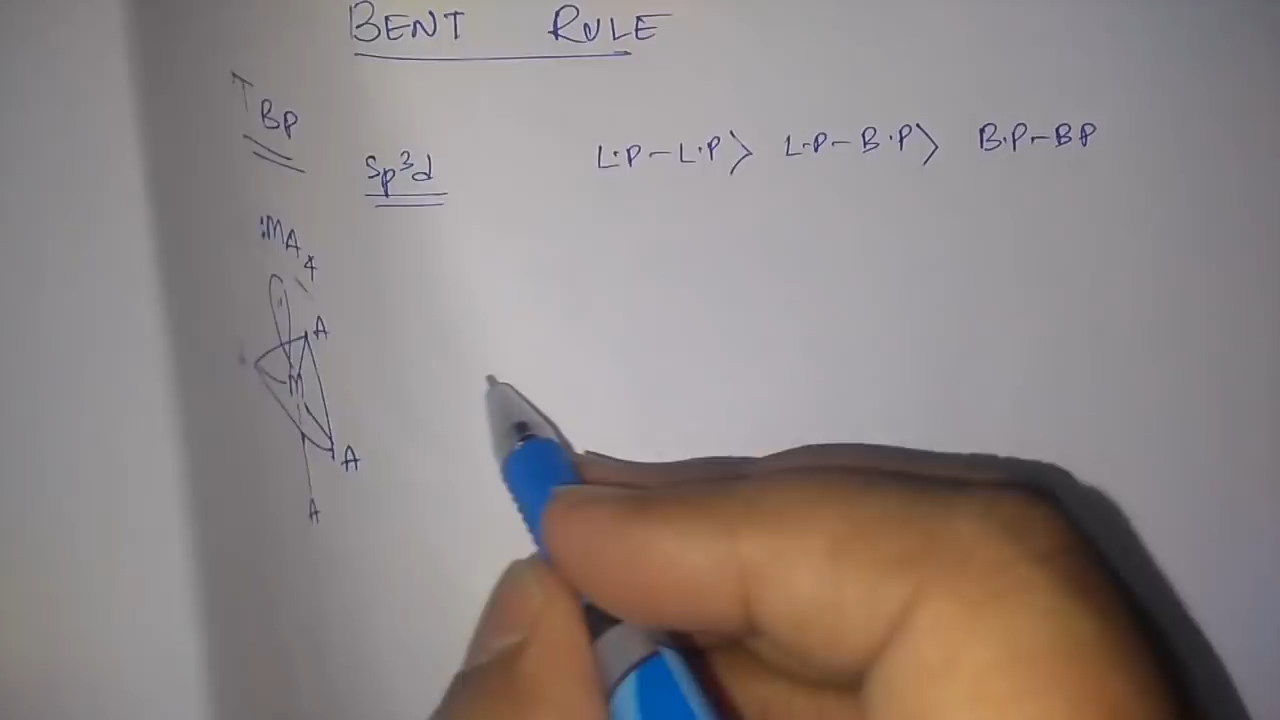 BENT RULE
TBP
Sp³d
L.P-L.P > L.P-B.P > B.P-BP
:MA₄
A
M
A
A